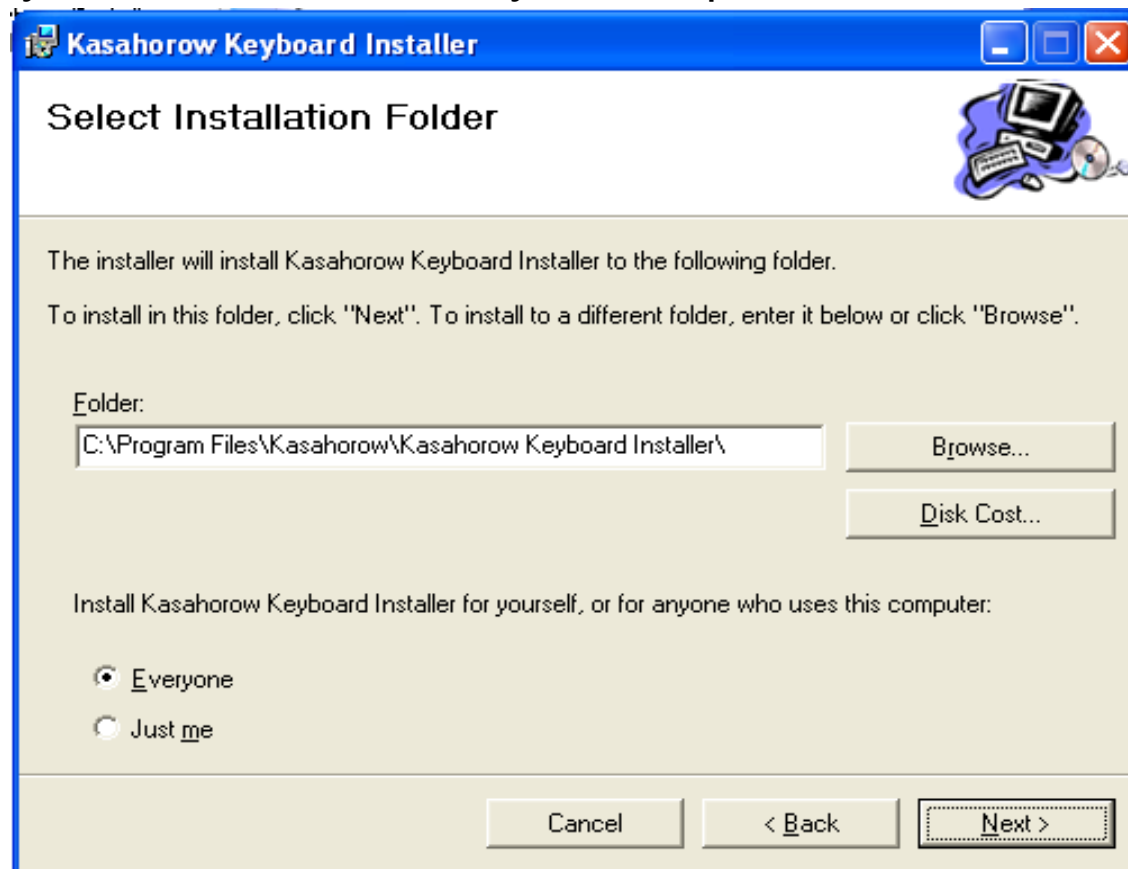 Kasahorow Keyboard Installer
Select Installation Folder
The installer will install Kasahorow Keyboard Installer to the following folder.
To install in this folder, click "Next". To install to a different folder, enter it below or click "Browse".
Folder:
C:\Program Files\Kasahorow\Kasahorow Keyboard Installer\
Browse...
Disk Cost...
Install Kasahorow Keyboard Installer for yourself, or for anyone who uses this computer:
Everyone
Just me
Cancel < Back Next >